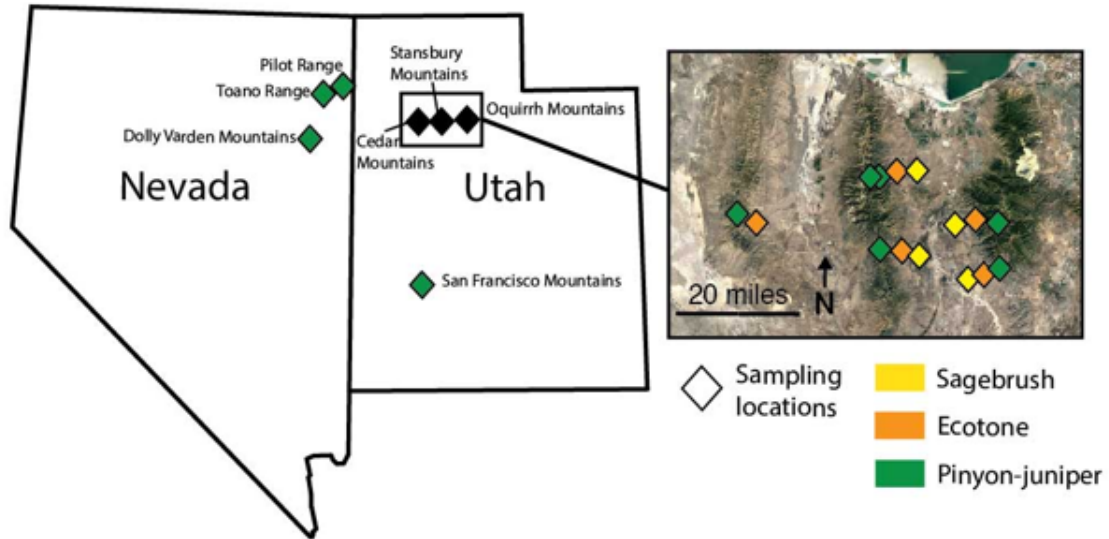 Pilot Range
Toano Range
Dolly Varden Mountains
Nevada
Stansbury
Mountains
Oquirrh Mountains
Cedar
Mountains
Utah
San Francisco Mountains
20 miles
N
Sampling
locations
Sagebrush
Ecotone
Pinyon-juniper